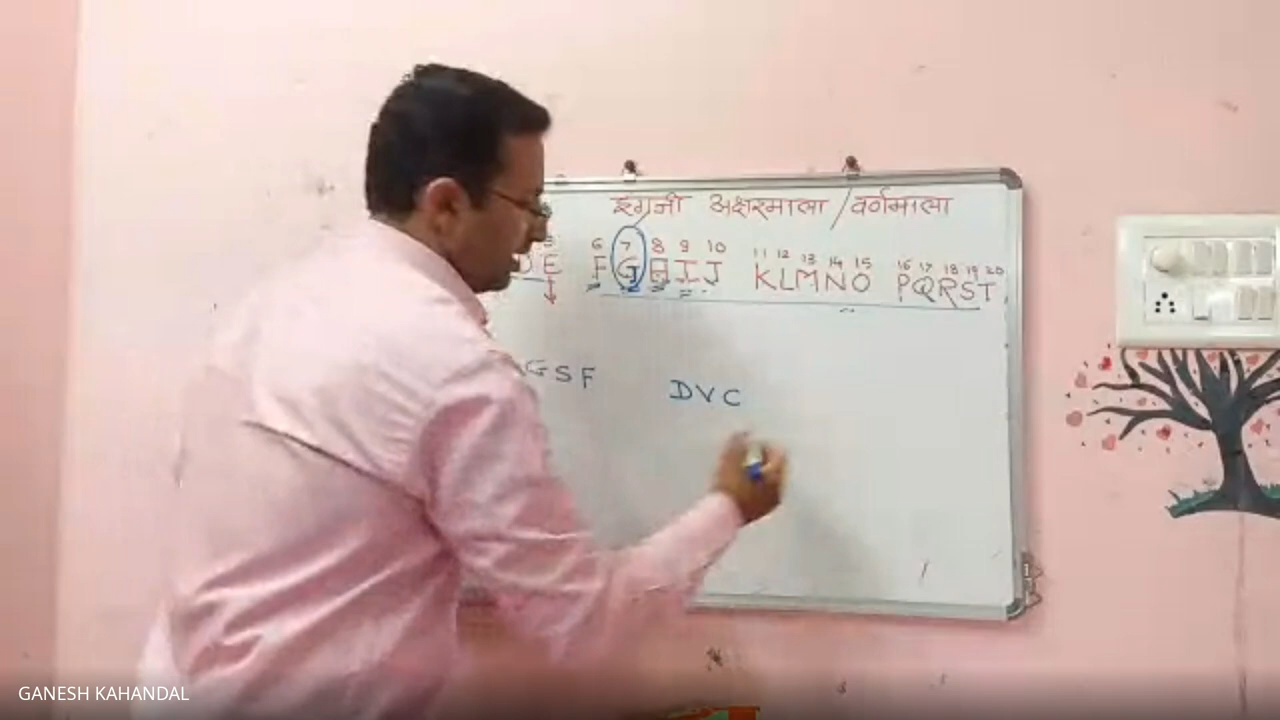 इंग्रजी अक्षरमाला / वर्णमाला
6 7 8 9 10 11 12 13 14 15 16 17 18 19 20
D E F G H I J K L M N O P Q R S T
G S F D V C
GANESH KAHANDAL